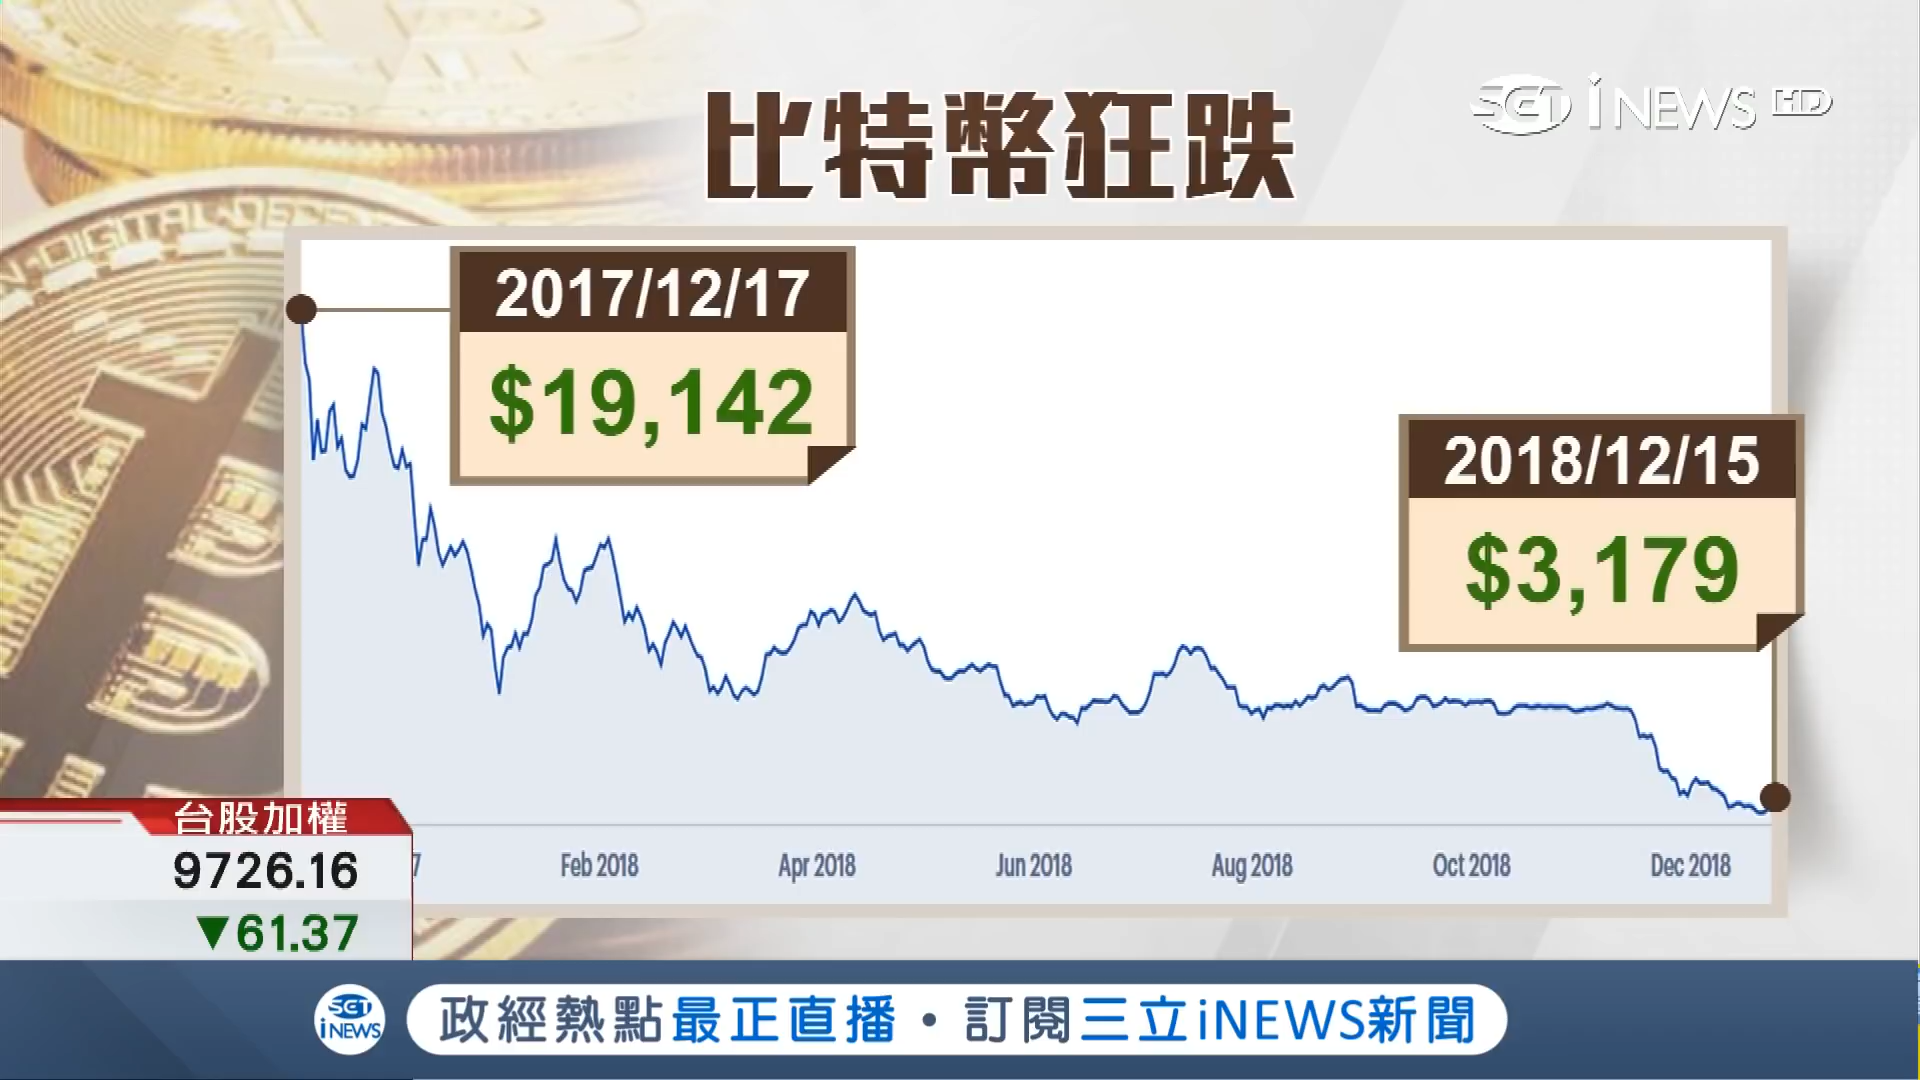 比特幣狂跌
SET iNEWS HD
N·DIGITAL·DECE
2017/12/17
$19,142
2018/12/15
$3,179
7
Feb 2018
Apr 2018
Jun 2018
Aug 2018
Oct 2018
Dec 2018
台股加權
9726.16
▼61.37
SET
iNEWS
政經熱點最正直播・訂閱三立iNEWS新聞